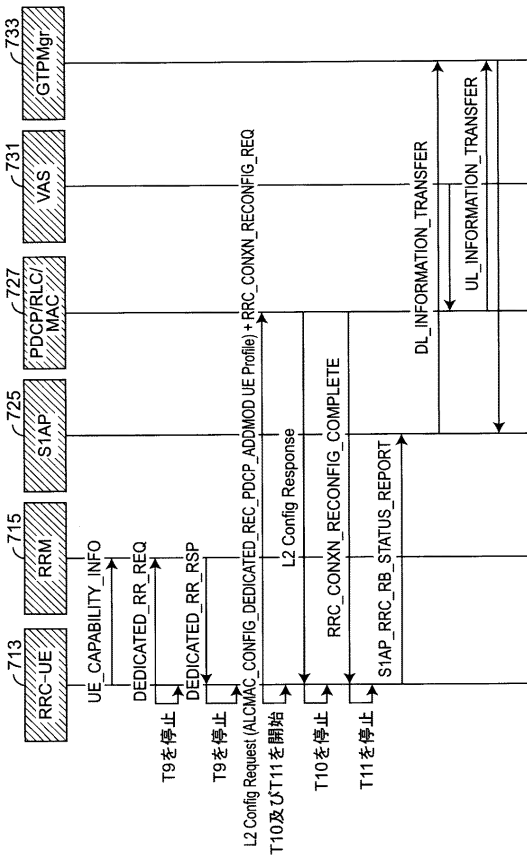 713
RRC-UE
715
RRM
725
S1AP
727
PDCP/RLC/
MAC
731
VAS
733
GTPMgr
UE_CAPABILITY_INFO
DEDICATED_RR_REQ
T9を停止
DEDICATED_RR_RSP
T9を停止
L2 Config Request (ALCMAC_CONFIG_DEDICATED_REC_PDCP_ADDMOD UE Profile) + RRC_CONXN_RECONFIG_REQ
T10及びT11を開始
L2 Config Response
T10を停止
RRC_CONXN_RECONFIG_COMPLETE
T11を停止
S1AP_RRC_RB_STATUS_REPORT
DL_INFORMATION_TRANSFER
UL_INFORMATION_TRANSFER